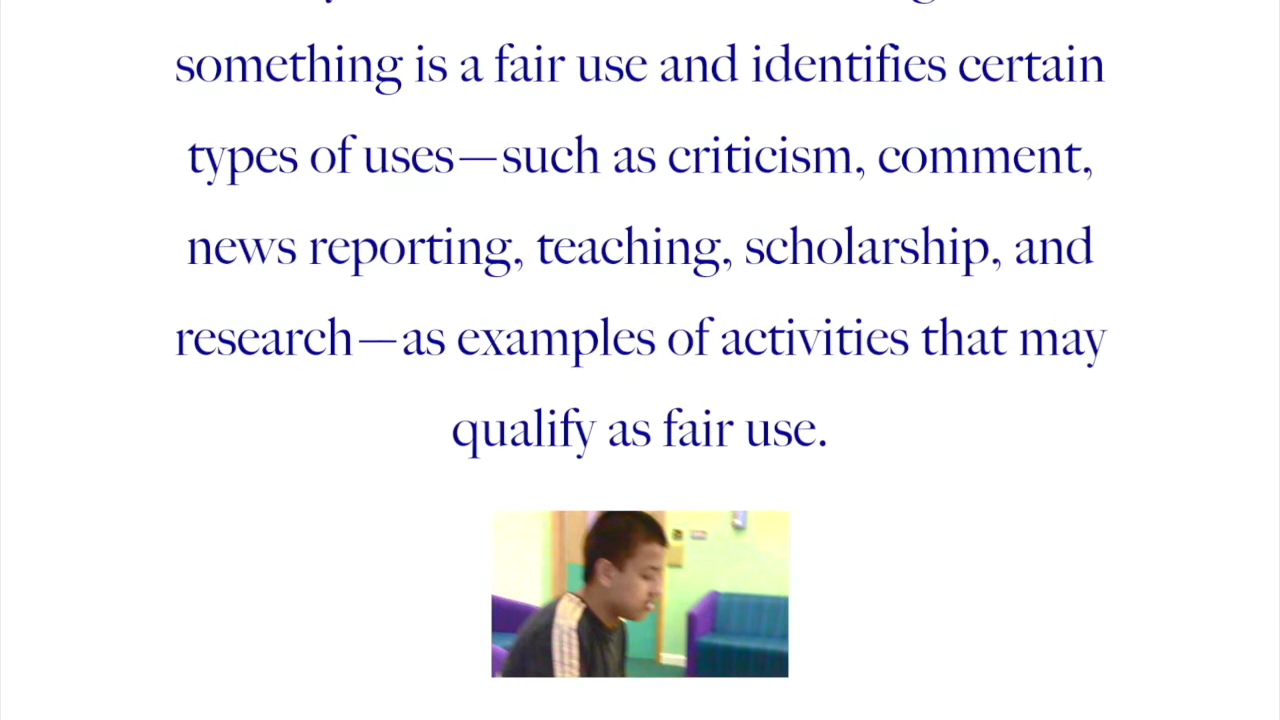 something is a fair use and identifies certain
types of uses—such as criticism, comment,
news reporting, teaching, scholarship, and
research—as examples of activities that may
qualify as fair use.